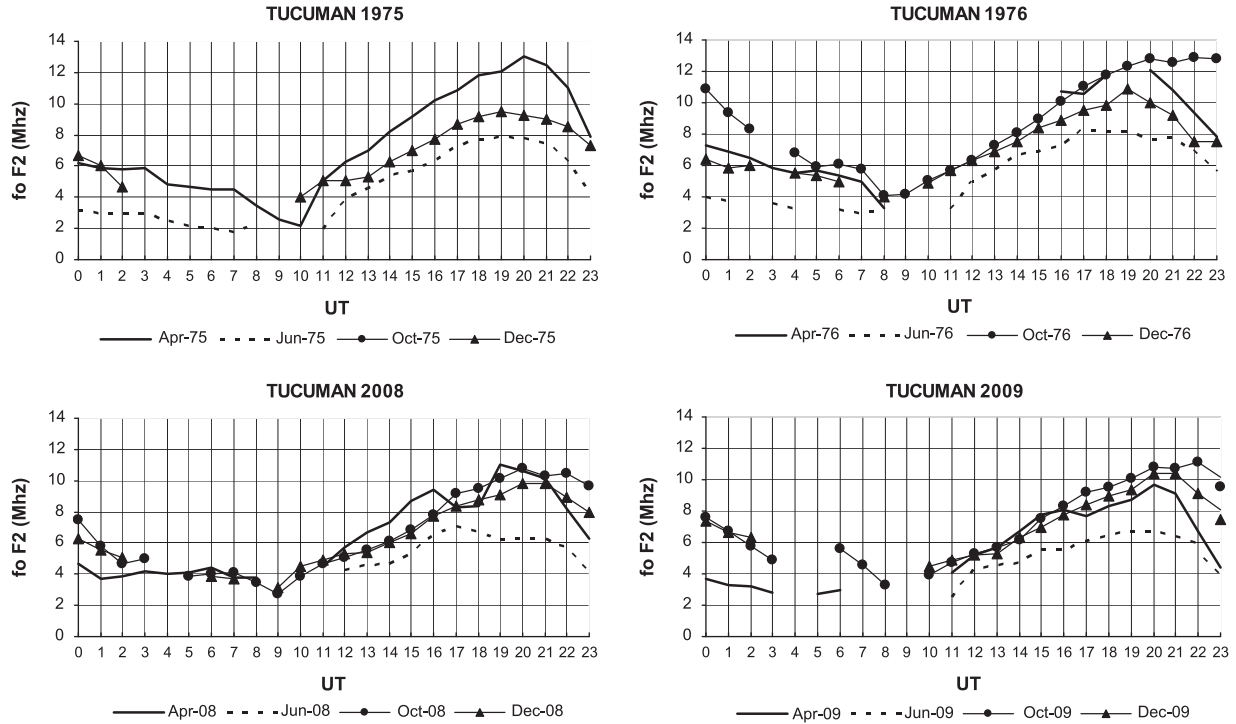 TUCUMAN 1975
fo F2 (Mhz)
14
12
10
8
6
4
2
0
0 1 2 3 4 5 6 7 8 9 10 11 12 13 14 15 16 17 18 19 20 21 22 23
UT
Apr-75 Jun-75 Oct-75 Dec-75
TUCUMAN 1976
fo F2 (Mhz)
14
12
10
8
6
4
2
0
0 1 2 3 4 5 6 7 8 9 10 11 12 13 14 15 16 17 18 19 20 21 22 23
UT
Apr-76 Jun-76 Oct-76 Dec-76
TUCUMAN 2008
fo F2 (Mhz)
14
12
10
8
6
4
2
0
0 1 2 3 4 5 6 7 8 9 10 11 12 13 14 15 16 17 18 19 20 21 22 23
UT
Apr-08 Jun-08 Oct-08 Dec-08
TUCUMAN 2009
fo F2 (Mhz)
14
12
10
8
6
4
2
0
0 1 2 3 4 5 6 7 8 9 10 11 12 13 14 15 16 17 18 19 20 21 22 23
UT
Apr-09 Jun-09 Oct-09 Dec-09